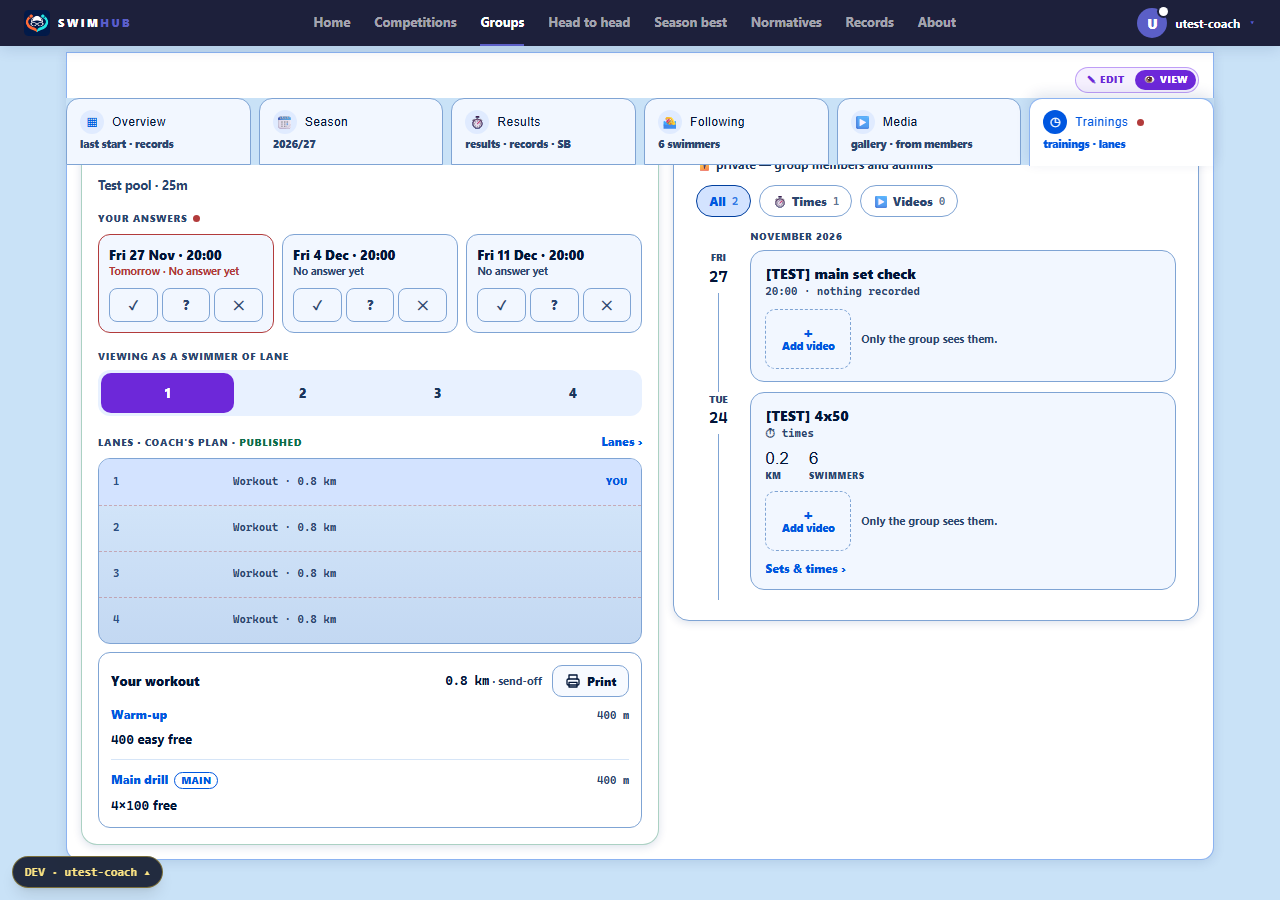 SWIMHUB
Home Competitions Groups Head to head Season best Normatives Records About
U utest-coach
EDIT VIEW
Overview
last start · records
Season
2026/27
Results
results · records · SB
Following
6 swimmers
Media
gallery · from members
Trainings
trainings · lanes
Test pool · 25m
YOUR ANSWERS
Fri 27 Nov · 20:00
Tomorrow · No answer yet
✓ ? ✕
Fri 4 Dec · 20:00
No answer yet
✓ ? ✕
Fri 11 Dec · 20:00
No answer yet
✓ ? ✕
VIEWING AS A SWIMMER OF LANE
1 2 3 4
LANES · COACH'S PLAN · PUBLISHED Lanes ›
1 Workout · 0.8 km YOU
2 Workout · 0.8 km
3 Workout · 0.8 km
4 Workout · 0.8 km
Your workout 0.8 km · send-off Print
Warm-up 400 m
400 easy free
Main drill MAIN 400 m
4×100 free
private — group members and admins
All 2 Times 1 Videos 0
NOVEMBER 2026
FRI
27
[TEST] main set check
20:00 · nothing recorded
+
Add video
Only the group sees them.
TUE
24
[TEST] 4x50
times
0.2 6
KM SWIMMERS
+
Add video
Only the group sees them.
Sets & times ›
DEV · utest-coach ▴